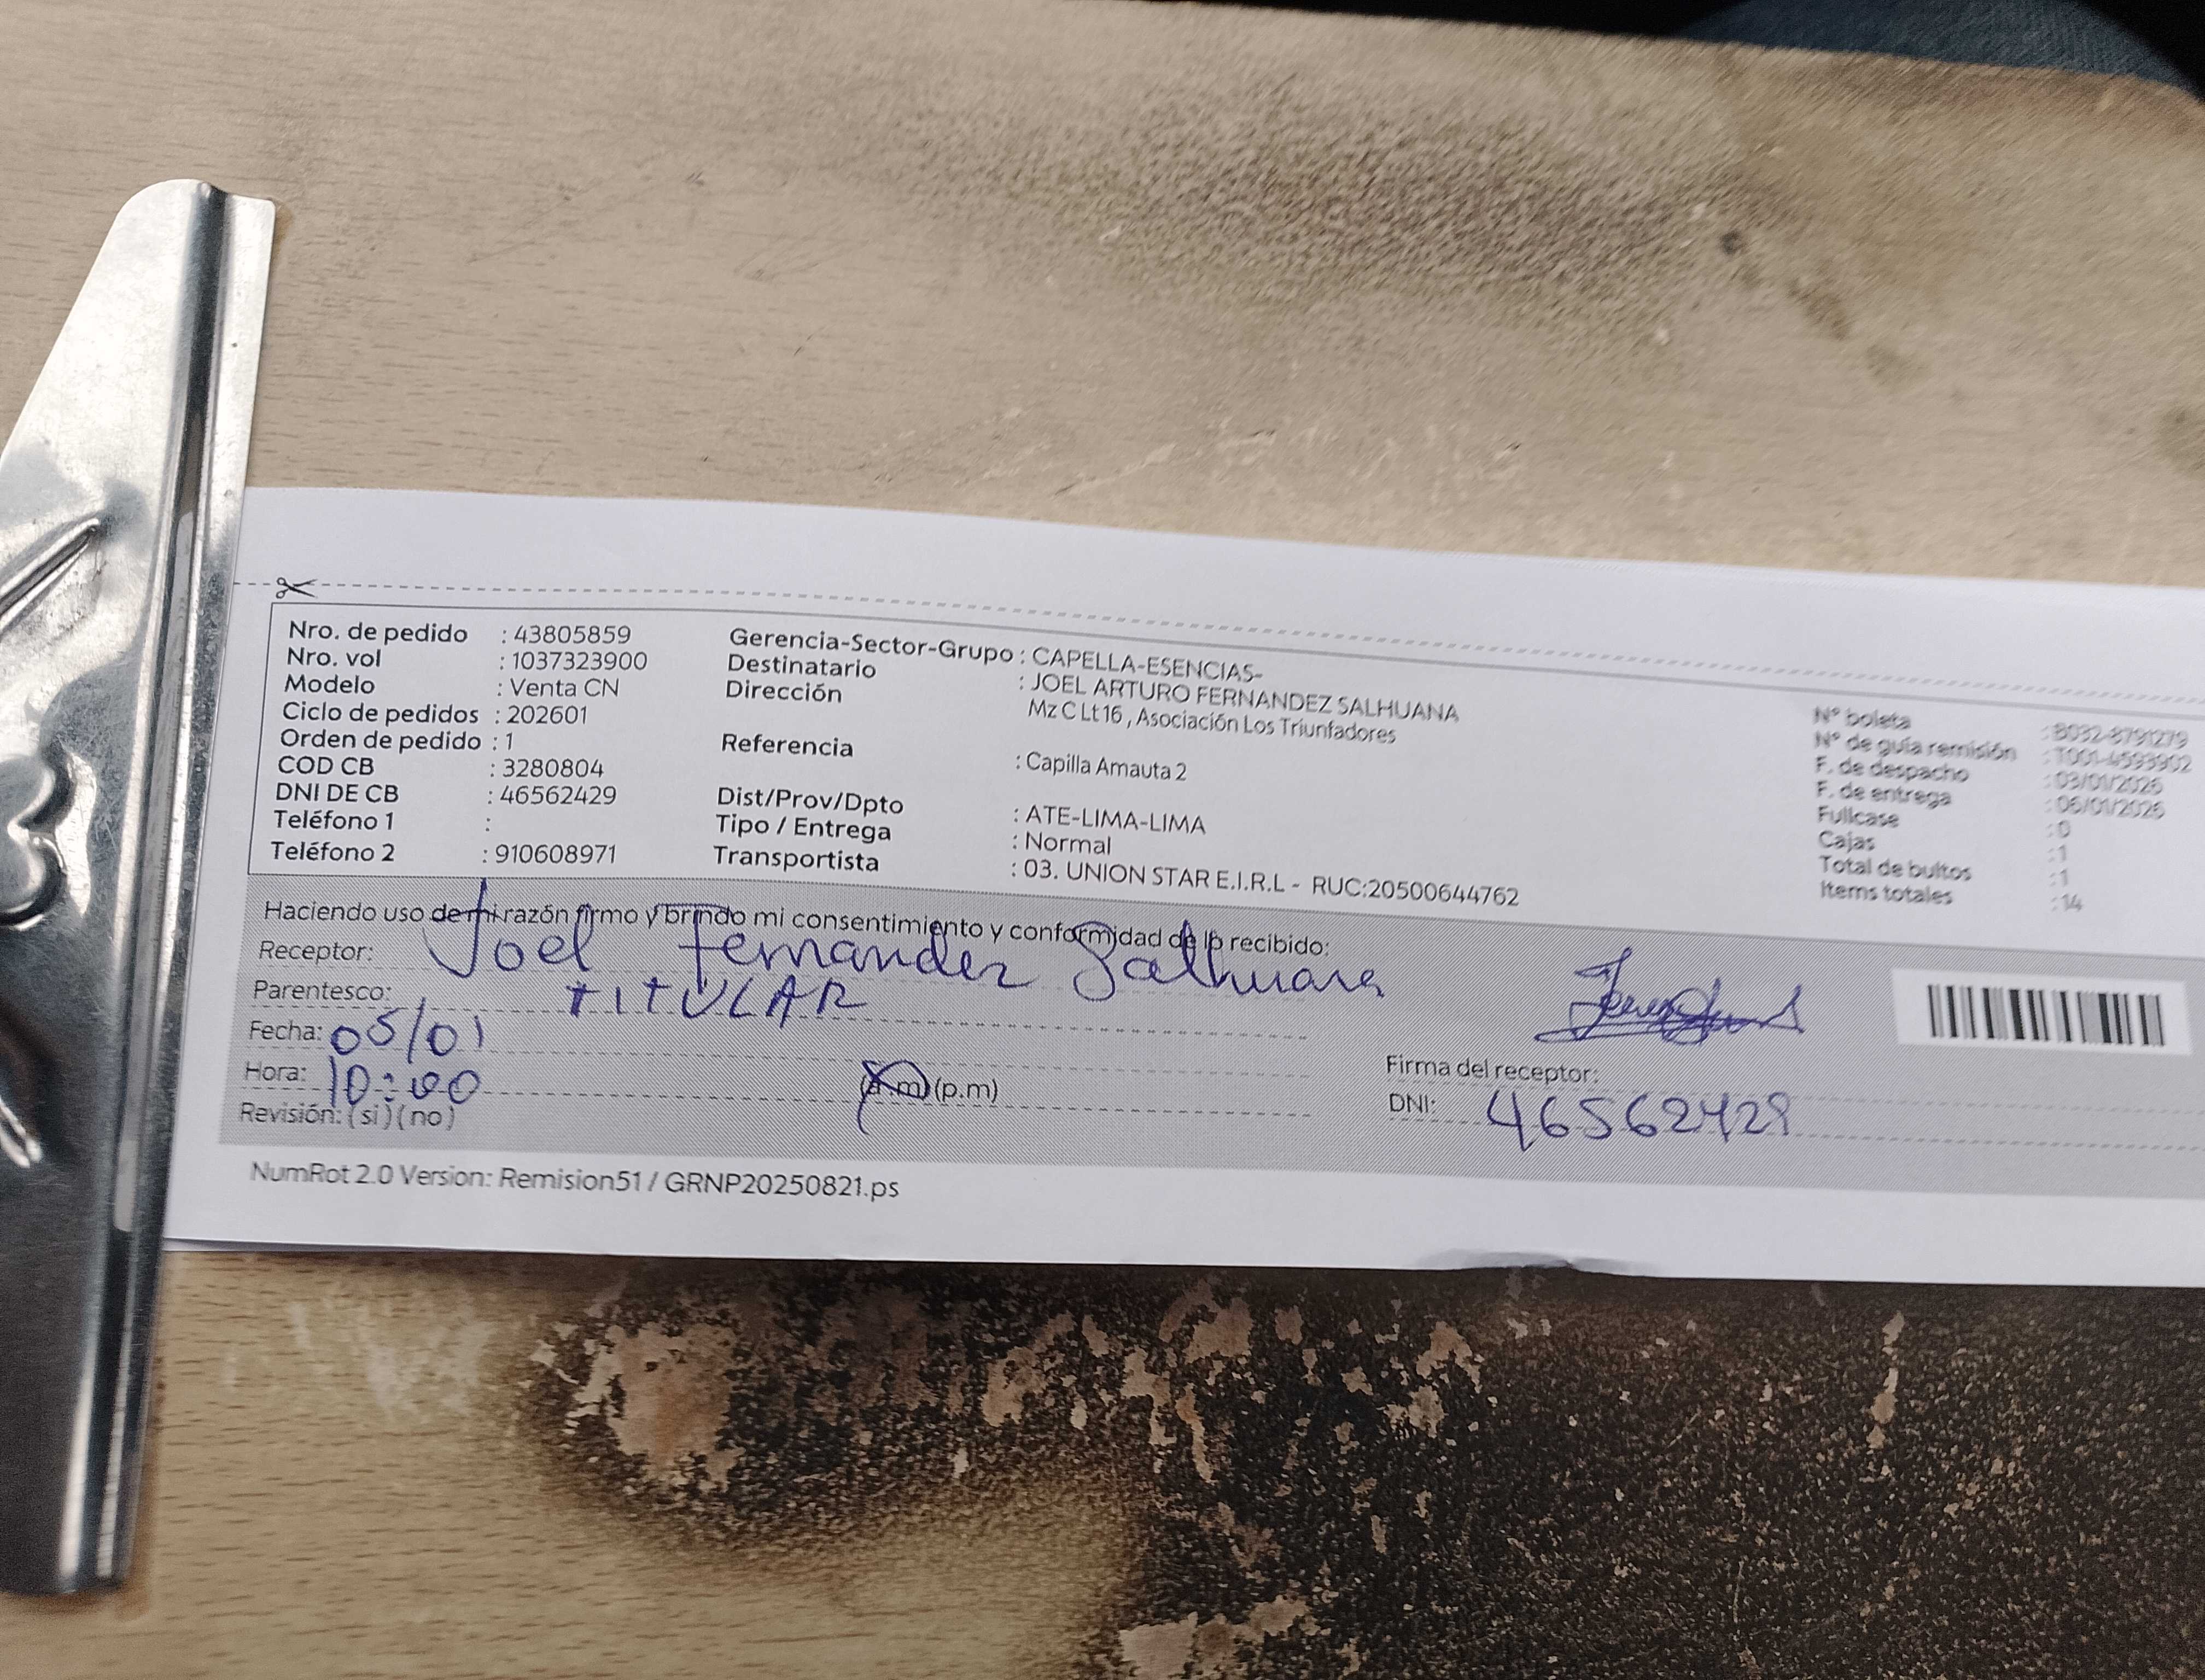 Nro. de pedido : 43805859
Nro. vol : 1037323900
Modelo : Venta CN
Ciclo de pedidos : 202601
Orden de pedido : 1
COD CB : 3280804
DNI DE CB : 46562429
Teléfono 1 :
Teléfono 2 : 910608971
Gerencia-Sector-Grupo : CAPELLA-ESENCIAS-
Destinatario : JOEL ARTURO FERNANDEZ SALHUANA
Dirección Mz C Lt 16 , Asociación Los Triunfadores
Referencia : Capilla Amauta 2
Dist/Prov/Dpto : ATE-LIMA-LIMA
Tipo / Entrega : Normal
Transportista : 03. UNION STAR E.I.R.L - RUC:20500644762
N° boleta : B032-8791279
N° de guía remisión : T001-4593902
F. de despacho : 03/01/2026
F. de entrega : 06/01/2026
Fullcase : 0
Cajas : 1
Total de bultos : 1
Items totales : 14
Haciendo uso de mi razón firmo y brindo mi consentimiento y conformidad de lo recibido:
Receptor: Joel Fernandez Salhuana
Parentesco: TITULAR
Fecha: 05/01
Hora: 10:00 (a.m) (p.m)
Revisión: (si) (no)
Firma del receptor:
DNI: 46562429
NumRot 2.0 Version: Remision51 / GRNP20250821.ps